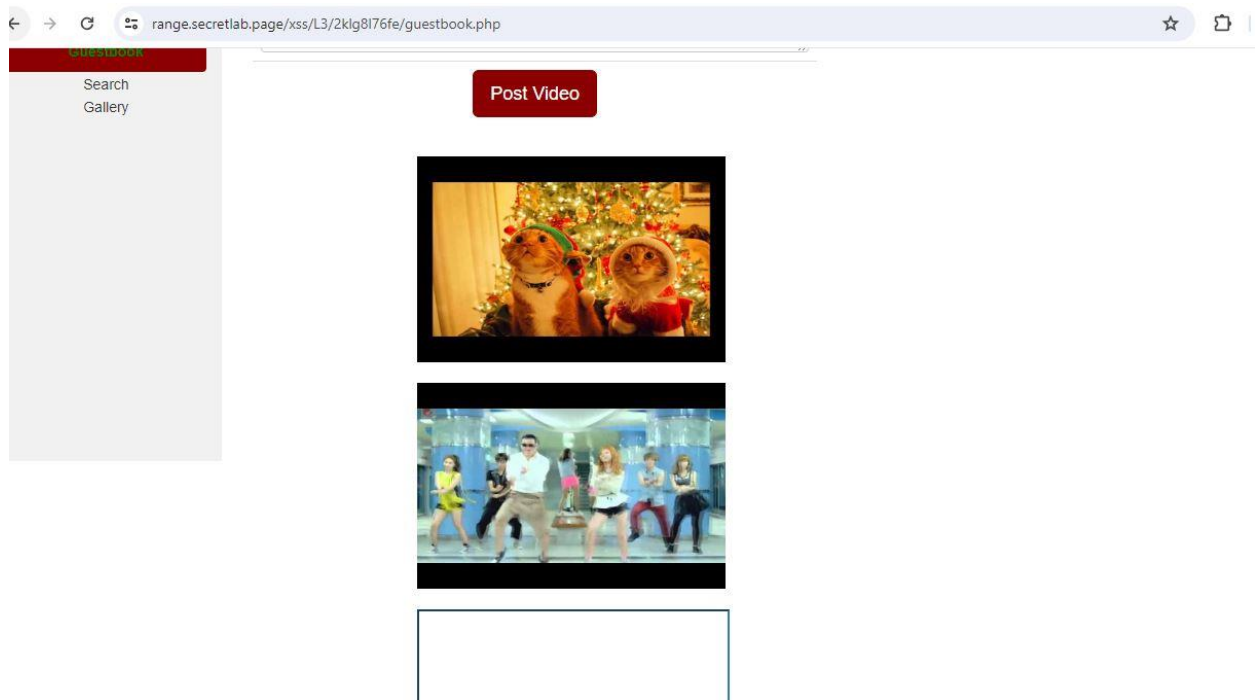 range.secretlab.page/xss/L3/2klg8l76fe/guestbook.php
Guestbook
Search
Gallery
Post Video